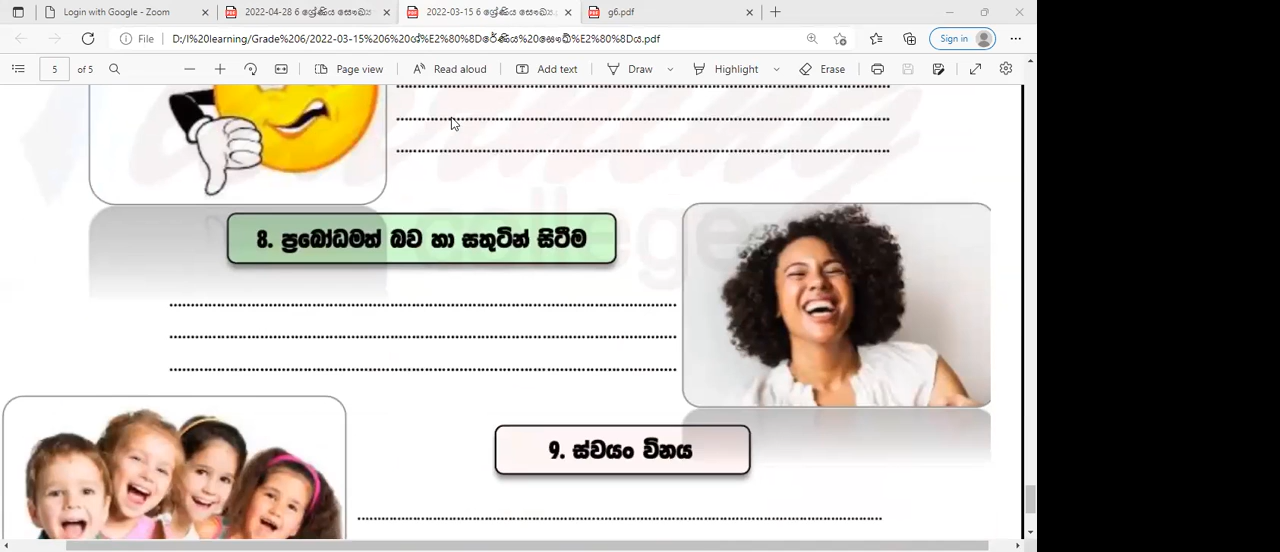 Login with Google - Zoom
2022-04-28 6 ශ්‍රේණිය සෞඛ්‍ය
2022-03-15 6 ශ්‍රේණිය සෞඛ්‍ය.p
g6.pdf
File
D:/I%20learning/Grade%206/2022-03-15%206%20ශ්%E2%80%8Dරේණිය%20සෞඛ්%E2%80%8Dය.pdf
Sign in
5
of 5
Page view
Read aloud
Add text
Draw
Highlight
Erase
learning
college
8. ප්‍රබෝධමත් බව හා සතුටින් සිටීම
9. ස්වයං විනය